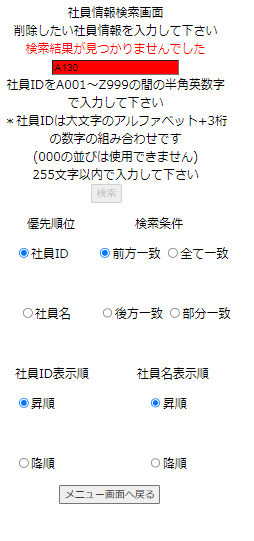 社員情報検索画面
削除したい社員情報を入力して下さい
検索結果が見つかりませんでした
A130
社員IDをA001～Z999の間の半角英数字
で入力して下さい
＊社員IDは大文字のアルファベット+3桁
の数字の組み合わせです
(000の並びは使用できません)
255文字以内で入力して下さい
検索
優先順位 検索条件
社員ID 前方一致 全て一致
社員名 後方一致 部分一致
社員ID表示順 社員名表示順
昇順 昇順
降順 降順
メニュー画面へ戻る